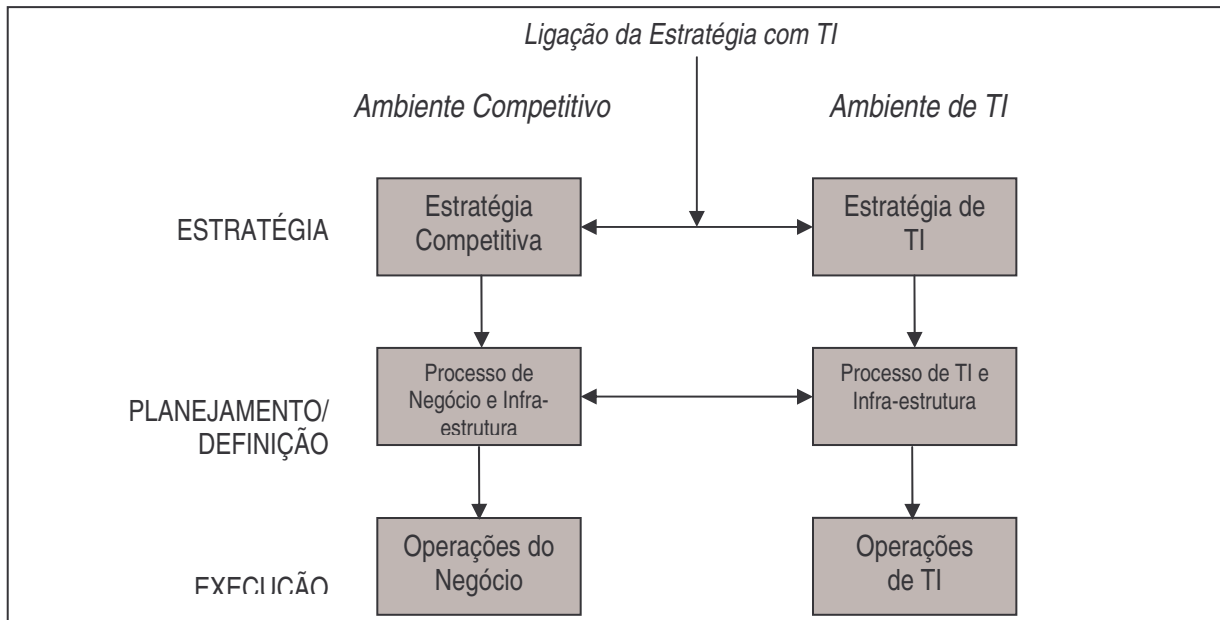 Ligação da Estratégia com TI
Ambiente Competitivo
Ambiente de TI
ESTRATÉGIA
Estratégia
Competitiva
Estratégia de
TI
PLANEJAMENTO/
DEFINIÇÃO
Processo de
Negócio e Infra-
estrutura
Processo de TI e
Infra-estrutura
EXECUÇÃO
Operações do
Negócio
Operações
de TI